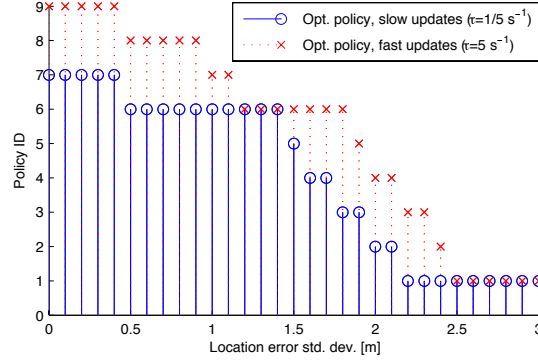 Opt. policy, slow updates (τ=1/5 s⁻¹)
Opt. policy, fast updates (τ=5 s⁻¹)
Policy ID
9
8
7
6
5
4
3
2
1
0
0 0.5 1 1.5 2 2.5 3
Location error std. dev. [m]